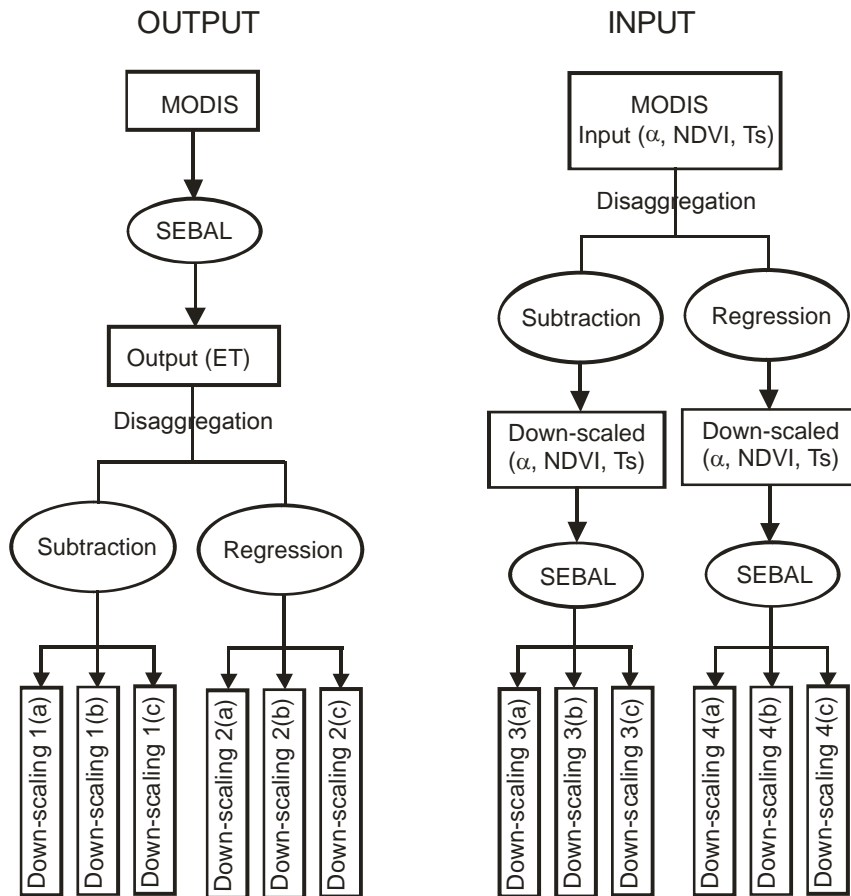 OUTPUT
MODIS
SEBAL
Output (ET)
Disaggregation
Subtraction
Regression
Down-scaling 1(a)
Down-scaling 1(b)
Down-scaling 1(c)
Down-scaling 2(a)
Down-scaling 2(b)
Down-scaling 2(c)
INPUT
MODIS
Input (α, NDVI, Ts)
Disaggregation
Subtraction
Regression
Down-scaled
(α, NDVI, Ts)
Down-scaled
(α, NDVI, Ts)
SEBAL
SEBAL
Down-scaling 3(a)
Down-scaling 3(b)
Down-scaling 3(c)
Down-scaling 4(a)
Down-scaling 4(b)
Down-scaling 4(c)